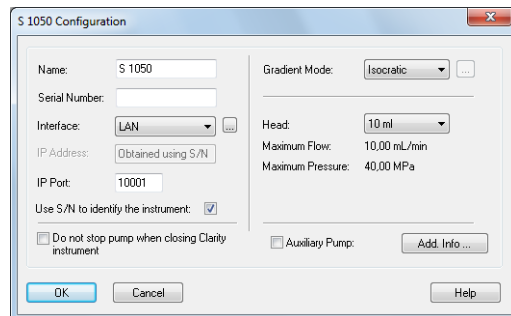 S 1050 Configuration
Name: S 1050
Serial Number:
Interface: LAN ...
IP Address: Obtained using S/N
IP Port: 10001
Use S/N to identify the instrument:
Do not stop pump when closing Clarity
instrument
Gradient Mode: Isocratic ...
Head: 10 ml
Maximum Flow: 10,00 mL/min
Maximum Pressure: 40,00 MPa
Auxiliary Pump: Add. Info ...
OK Cancel Help